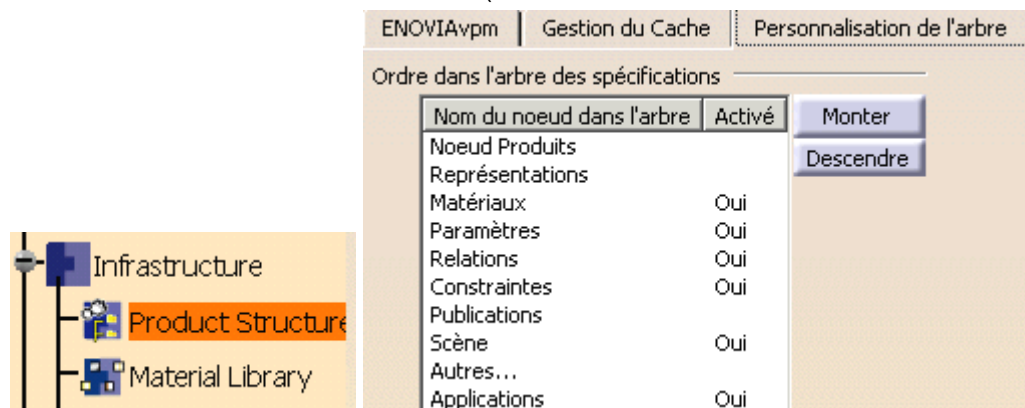 ENOVIAvpm Gestion du Cache Personnalisation de l'arbre
Ordre dans l'arbre des spécifications
Nom du noeud dans l'arbre Activé Monter
Noeud Produits Descendre
Représentations
Matériaux Oui
Paramètres Oui
Relations Oui
Constraintes Oui
Publications
Scène Oui
Autres...
Applications Oui
Infrastructure
Product Structure
Material Library